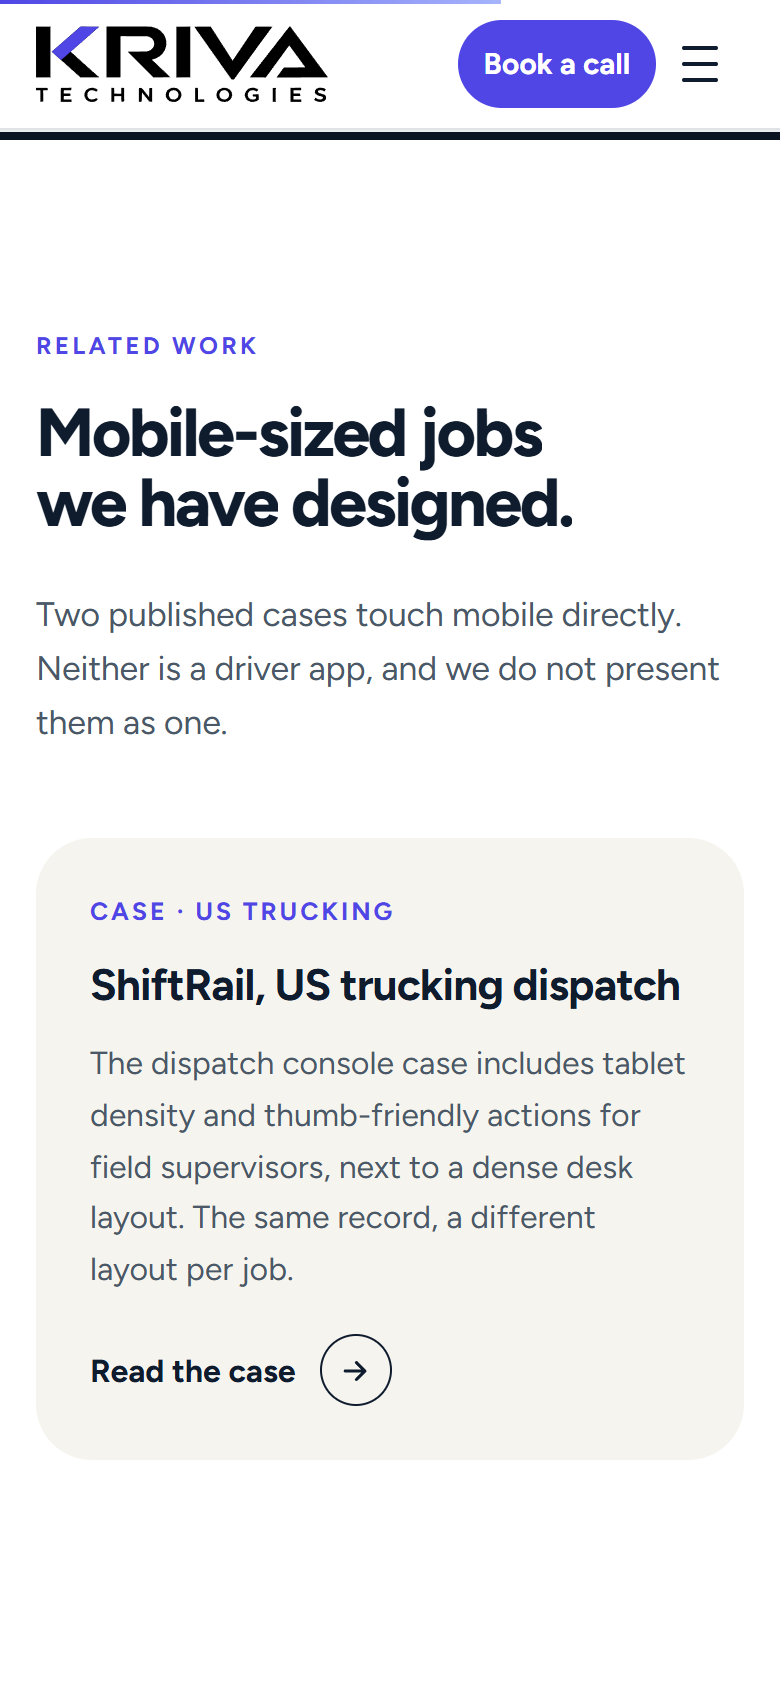 KRIVA
TECHNOLOGIES
Book a call
RELATED WORK
Mobile-sized jobs
we have designed.
Two published cases touch mobile directly.
Neither is a driver app, and we do not present
them as one.
CASE · US TRUCKING
ShiftRail, US trucking dispatch
The dispatch console case includes tablet
density and thumb-friendly actions for
field supervisors, next to a dense desk
layout. The same record, a different
layout per job.
Read the case